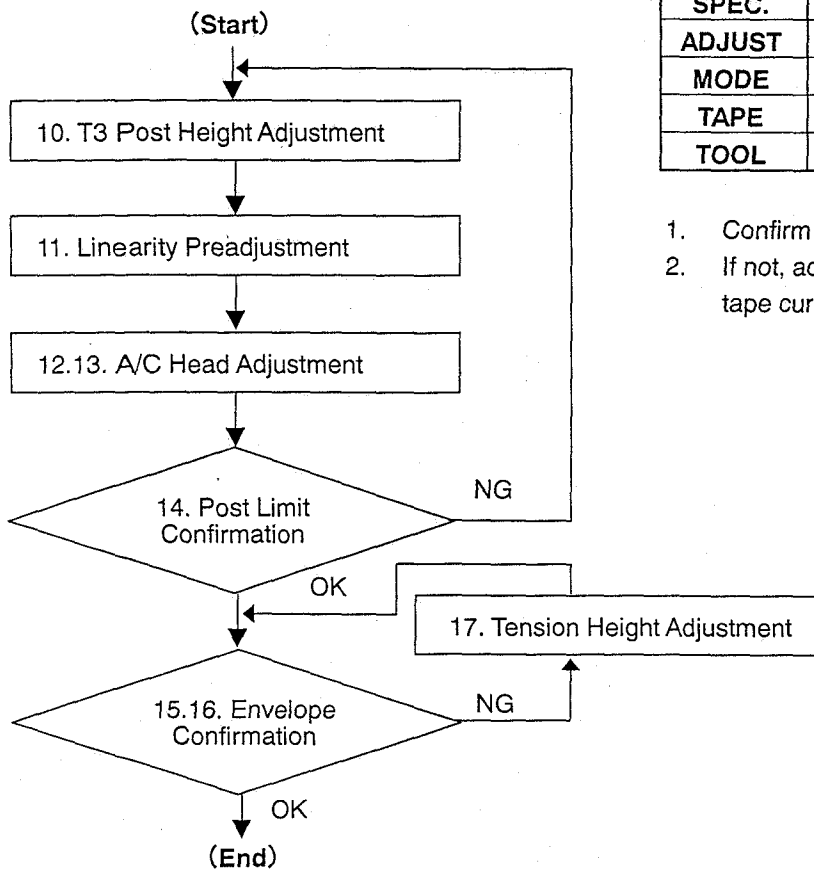 (Start)
10. T3 Post Height Adjustment
11. Linearity Preadjustment
12.13. A/C Head Adjustment
14. Post Limit
Confirmation
NG
OK
17. Tension Height Adjustment
15.16. Envelope
Confirmation
NG
OK
(End)
SPEC.
ADJUST
MODE
TAPE
TOOL
1. Confirm
2. If not, ad
tape cur